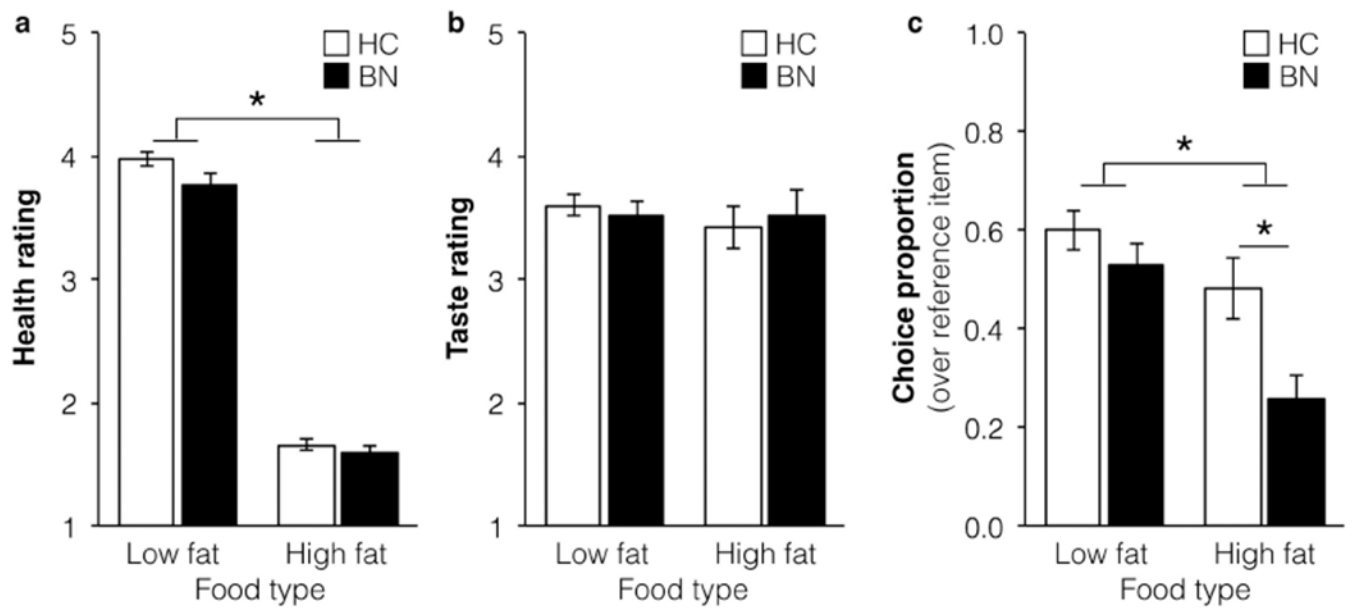 a
5
4
3
2
1
Health rating
HC
BN
*
Low fat
High fat
Food type
b
5
4
3
2
1
Taste rating
HC
BN
Low fat
High fat
Food type
c
1.0
0.8
0.6
0.4
0.2
0.0
Choice proportion
(over reference item)
HC
BN
*
*
Low fat
High fat
Food type